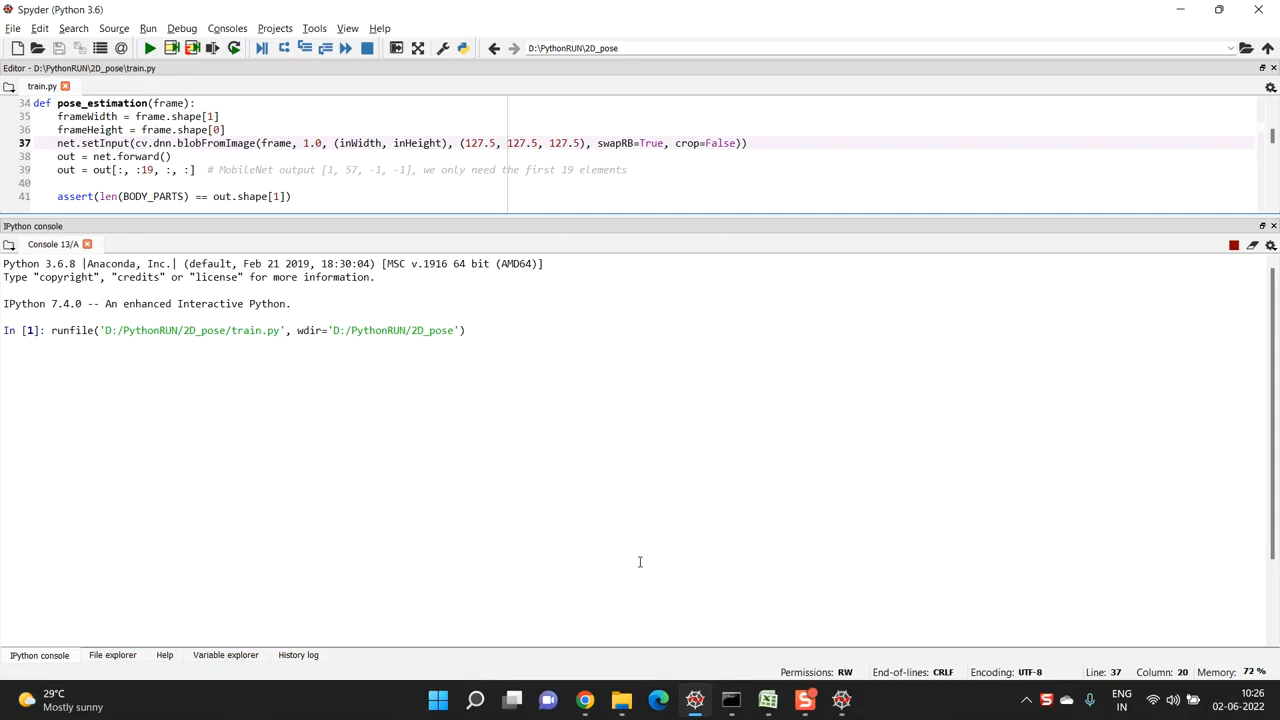 Spyder (Python 3.6)
File Edit Search Source Run Debug Consoles Projects Tools View Help
D:\PythonRUN\2D_pose
Editor - D:\PythonRUN\2D_pose\train.py
train.py
34 def pose_estimation(frame):
35 frameWidth = frame.shape[1]
36 frameHeight = frame.shape[0]
37 net.setInput(cv.dnn.blobFromImage(frame, 1.0, (inWidth, inHeight), (127.5, 127.5, 127.5), swapRB=True, crop=False))
38 out = net.forward()
39 out = out[:, :19, :, :] # MobileNet output [1, 57, -1, -1], we only need the first 19 elements
40
41 assert(len(BODY_PARTS) == out.shape[1])
IPython console
Console 13/A
Python 3.6.8 |Anaconda, Inc.| (default, Feb 21 2019, 18:30:04) [MSC v.1916 64 bit (AMD64)]
Type "copyright", "credits" or "license" for more information.
IPython 7.4.0 -- An enhanced Interactive Python.
In [1]: runfile('D:/PythonRUN/2D_pose/train.py', wdir='D:/PythonRUN/2D_pose')
IPython console File explorer Help Variable explorer History log
Permissions: RW End-of-lines: CRLF Encoding: UTF-8 Line: 37 Column: 20 Memory: 72 %
29°C
Mostly sunny
ENG
IN
10:26
02-06-2022